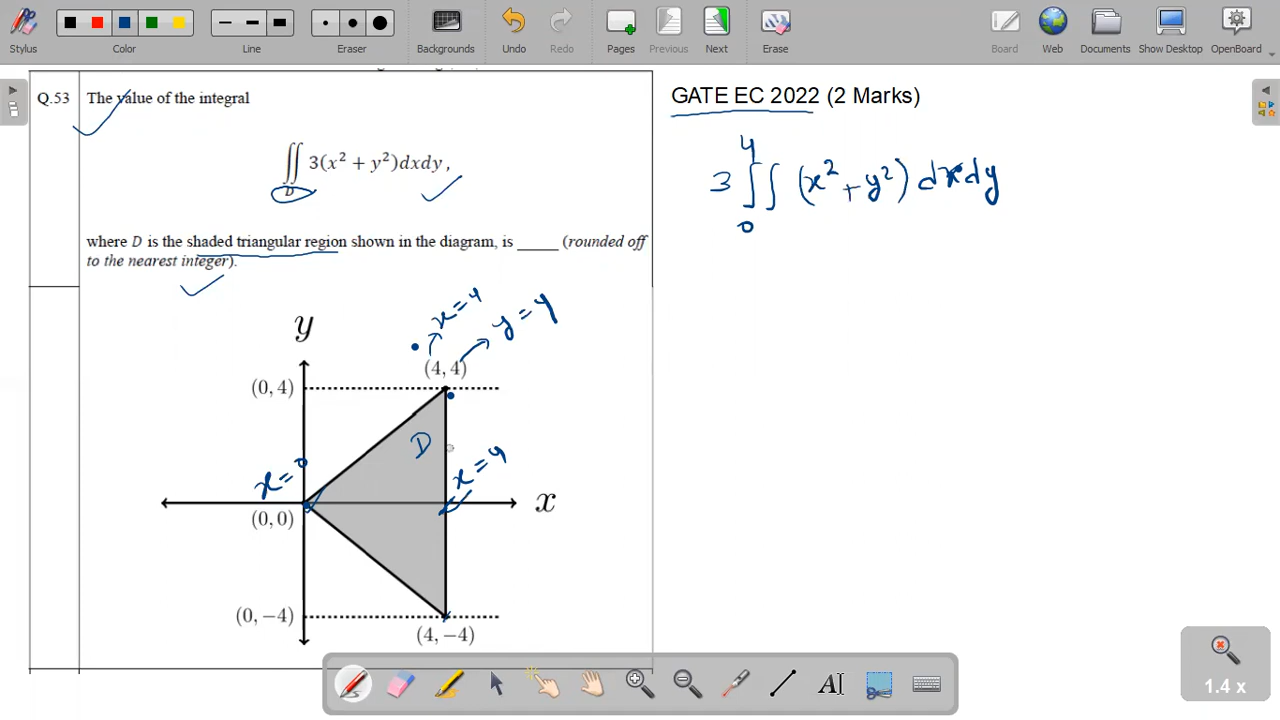 Stylus
Color
Line
Eraser
Backgrounds
Undo
Redo
Pages
Previous
Next
Erase
Board
Web
Documents
Show Desktop
OpenBoard
Q.53 The value of the integral
∬ 3(x² + y²)dxdy,
D
where D is the shaded triangular region shown in the diagram, is _____ (rounded off
to the nearest integer).
GATE EC 2022 (2 Marks)
4
3 ∫∫ (x² + y²) dxdy
0
x=4
y=4
y
(4, 4)
(0, 4)
D
x=0
x=4
x
(0, 0)
(0, −4)
(4, −4)
1.4 x